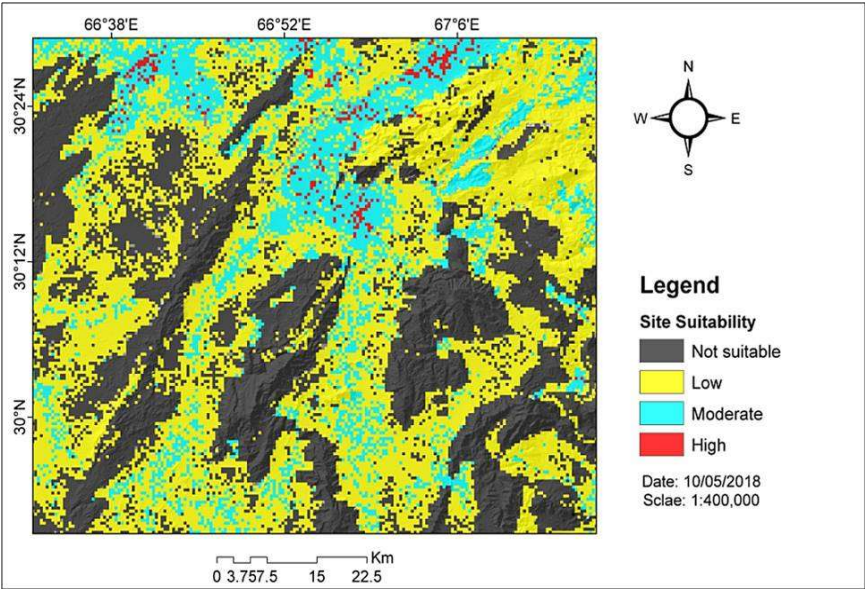 66°38'E 66°52'E 67°6'E
30°24'N
30°12'N
30°N
N
W E
S
Legend
Site Suitability
Not suitable
Low
Moderate
High
Date: 10/05/2018
Sclae: 1:400,000
Km
0 3.757.5 15 22.5